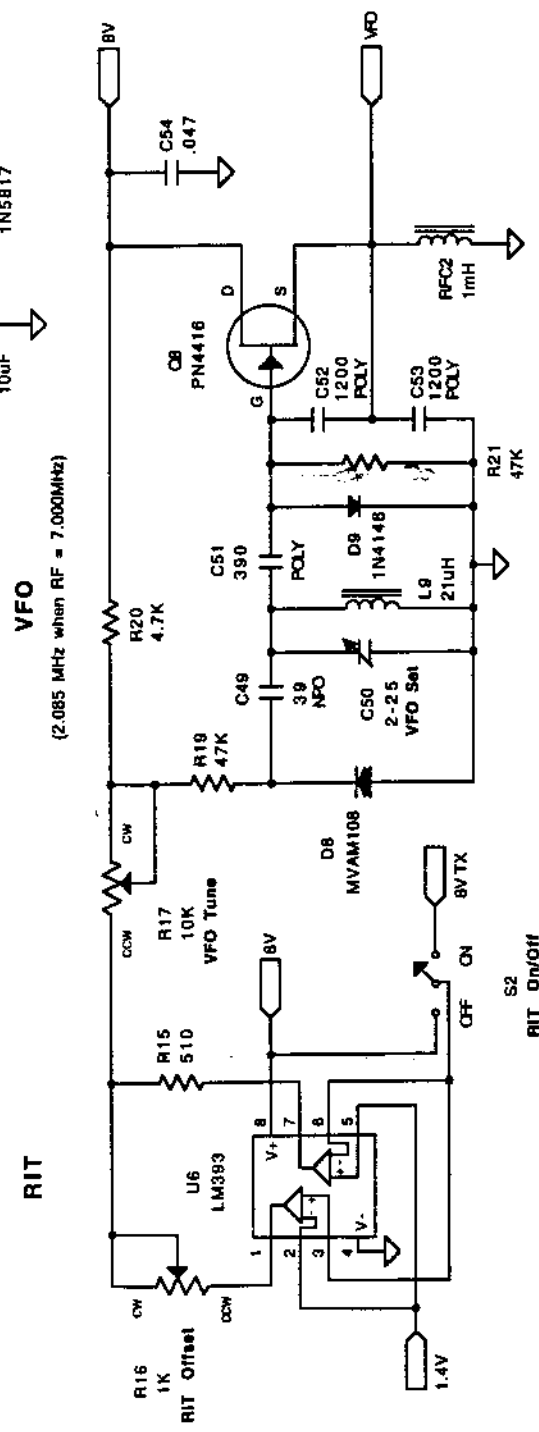 10uF
1N5817
VFO
(2.085 MHz when RF = 7.000MHz)
RIT
8V
C54
.047
R20
4.7K
CW
CCW
R17
10K
VFO Tune
R19
47K
C49
39
NPO
C51
390
POLY
Q8
PN4416
D
S
G
VFO
RFC2
1mH
C52
1200
POLY
C53
1200
POLY
R21
47K
D9
1N4148
L9
21uH
C50
2-25
VFO Set
D8
MVAM108
R15
510
8V
U6
LM393
V+
V-
1
2
3
4
8
7
6
5
- +
+ -
CW
CCW
R16
1K
RIT Offset
1.4V
OFF
ON
8V TX
S2
RIT On/Off